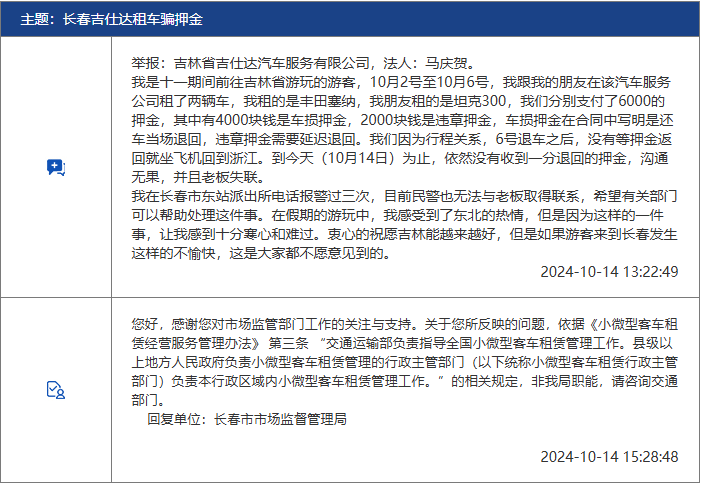 主题：长春吉仕达租车骗押金
举报：吉林省吉仕达汽车服务有限公司，法人：马庆贺。
我是十一期间前往吉林省游玩的游客，10月2号至10月6号，我跟我的朋友在该汽车服务
公司租了两辆车，我租的是丰田塞纳，我朋友租的是坦克300，我们分别支付了6000的
押金，其中有4000块钱是车损押金，2000块钱是违章押金，车损押金在合同中写明是还
车当场退回，违章押金需要延迟退回。我们因为行程关系，6号退车之后，没有等押金返
回就坐飞机回到浙江。到今天（10月14日）为止，依然没有收到一分退回的押金，沟通
无果，并且老板失联。
我在长春市东站派出所电话报警过三次，目前民警也无法与老板取得联系，希望有关部门
可以帮助处理这件事。在假期的游玩中，我感受到了东北的热情，但是因为这样的一件
事，让我感到十分寒心和难过。衷心的祝愿吉林能越来越好，但是如果游客来到长春发生
这样的不愉快，这是大家都不愿意见到的。
2024-10-14 13:22:49
您好，感谢您对市场监管部门工作的关注与支持。关于您所反映的问题，依据《小微型客车租
赁经营服务管理办法》 第三条 “交通运输部负责指导全国小微型客车租赁管理工作。县级以
上地方人民政府负责小微型客车租赁管理的行政主管部门（以下统称小微型客车租赁行政主管
部门）负责本行政区域内小微型客车租赁管理工作。”的相关规定，非我局职能，请咨询交通
部门。
回复单位：长春市市场监督管理局
2024-10-14 15:28:48